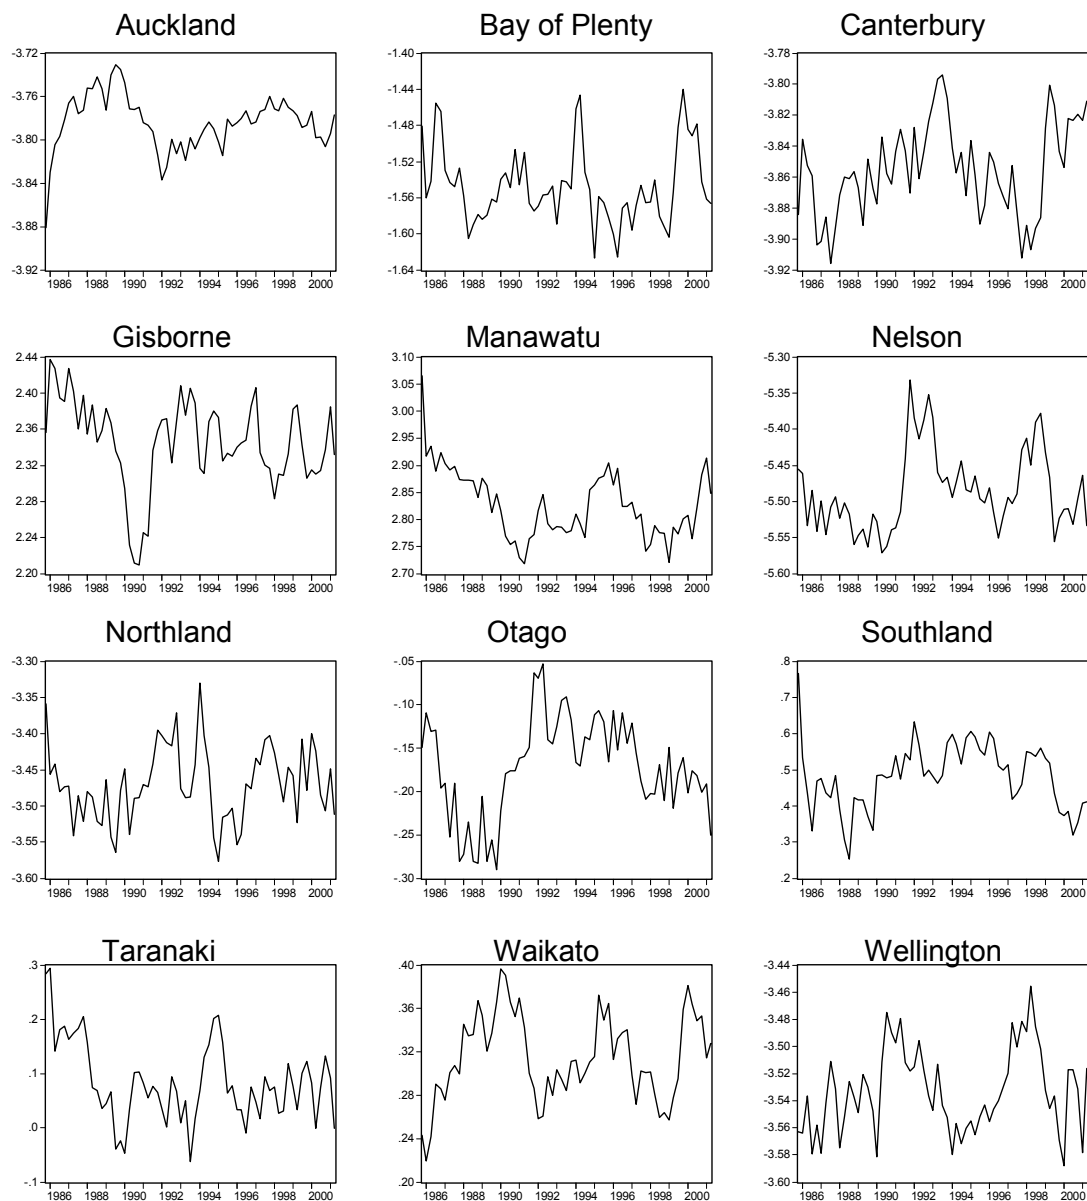 Auckland Bay of Plenty Canterbury
-3.72 -1.40 -3.78
-3.76 -1.44 -3.80
-3.80 -1.48 -3.82
-3.84 -1.52 -3.84
-3.88 -1.56 -3.86
-3.92 -1.60 -3.88
-1.64 -3.90
-3.92
1986 1988 1990 1992 1994 1996 1998 2000 1986 1988 1990 1992 1994 1996 1998 2000 1986 1988 1990 1992 1994 1996 1998 2000
Gisborne Manawatu Nelson
2.44 3.10 -5.30
2.40 3.05 -5.35
2.36 3.00 -5.40
2.32 2.95 -5.45
2.28 2.90 -5.50
2.24 2.85 -5.55
2.20 2.80 -5.60
2.75
2.70
1986 1988 1990 1992 1994 1996 1998 2000 1986 1988 1990 1992 1994 1996 1998 2000 1986 1988 1990 1992 1994 1996 1998 2000
Northland Otago Southland
-3.30 -.05 .8
-3.35 -.10 .7
-3.40 -.15 .6
-3.45 -.20 .5
-3.50 -.25 .4
-3.55 -.30 .3
-3.60 .2
1986 1988 1990 1992 1994 1996 1998 2000 1986 1988 1990 1992 1994 1996 1998 2000 1986 1988 1990 1992 1994 1996 1998 2000
Taranaki Waikato Wellington
.3 .40 -3.44
.2 .36 -3.46
.1 .32 -3.48
.0 .28 -3.50
-.1 .24 -3.52
.20 -3.54
-3.56
-3.58
-3.60
1986 1988 1990 1992 1994 1996 1998 2000 1986 1988 1990 1992 1994 1996 1998 2000 1986 1988 1990 1992 1994 1996 1998 2000